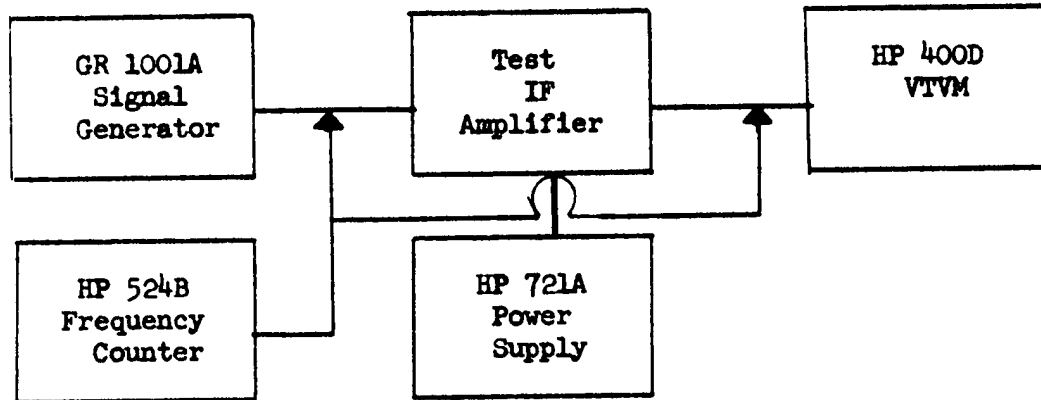 GR 1001A
Signal
Generator
Test
IF
Amplifier
HP 400D
VTVM
HP 524B
Frequency
Counter
HP 721A
Power
Supply